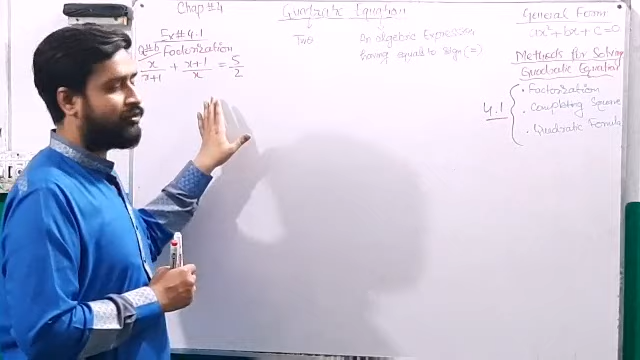 Chap #4
Ex# 4.1
Q#6 Factorization
x/x+1 + x+1/x = 5/2
Quadratic Equation
Two
An algebraic Expression
having equal to Sign (=)
General Form
ax²+bx+c=0
Methods for Solving
Quadratic Equation
4.1
• Factorization
• Completing Square
• Quadratic Formula